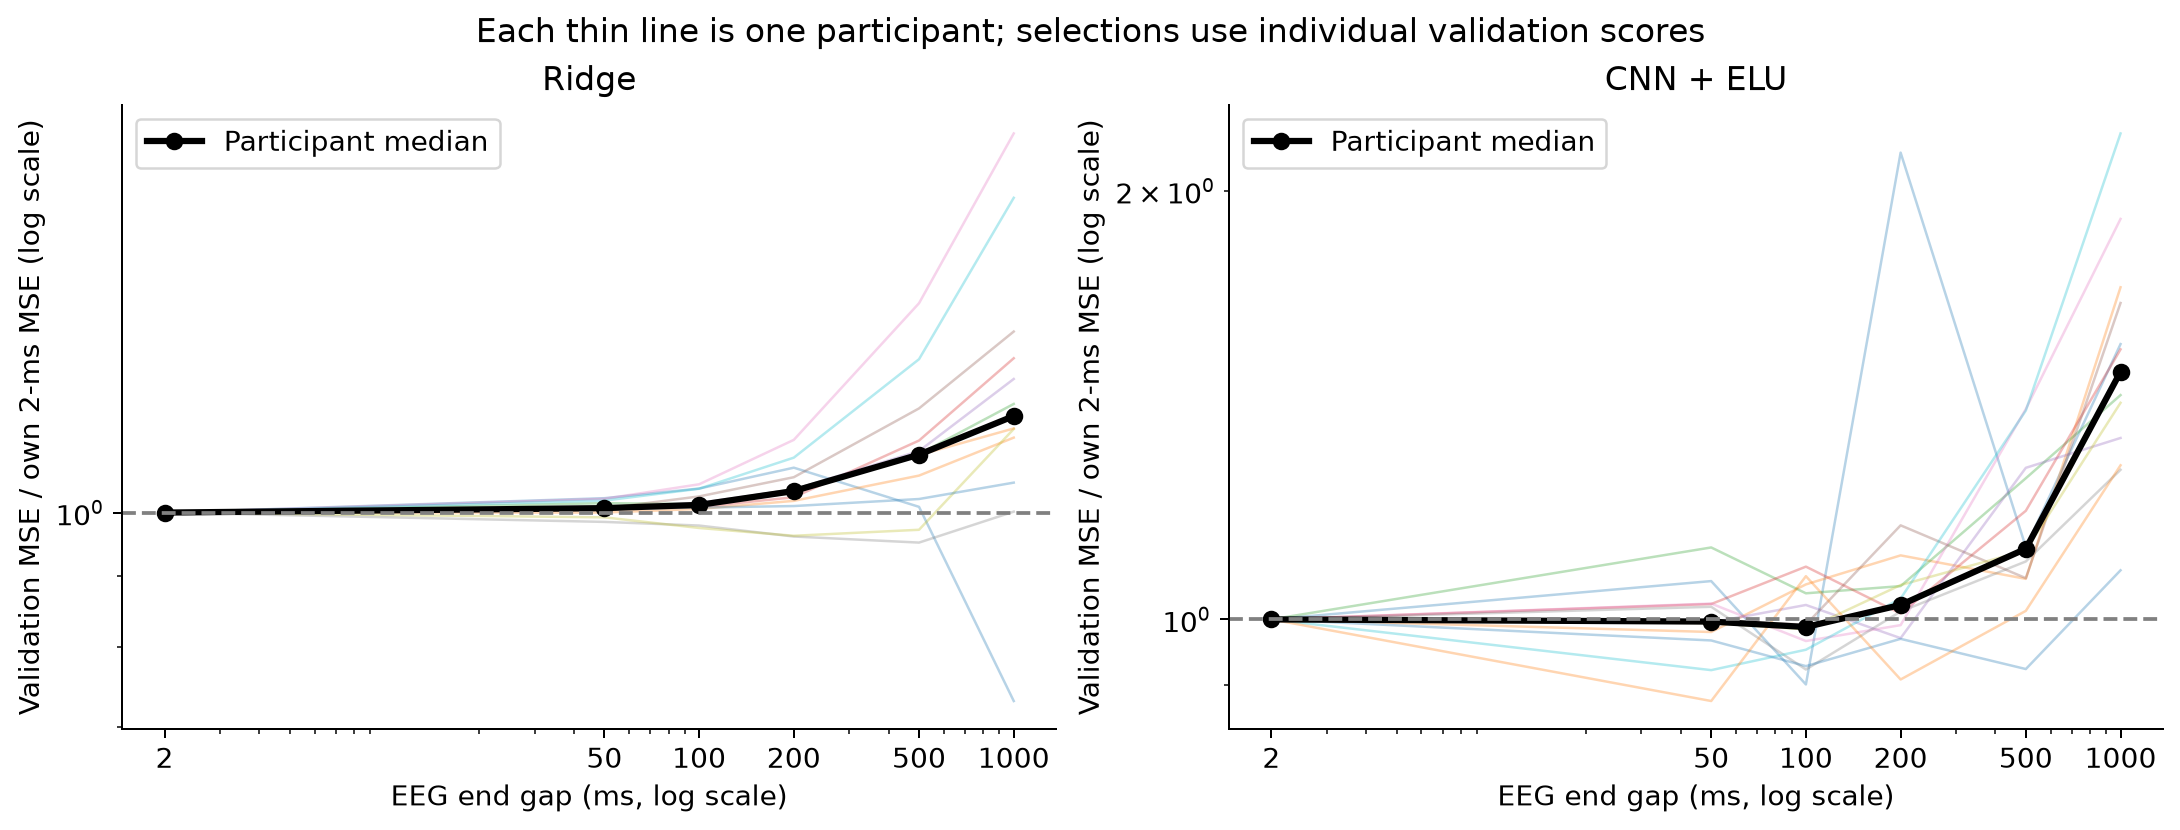 Each thin line is one participant; selections use individual validation scores
Ridge
Participant median
Validation MSE / own 2-ms MSE (log scale)
10⁰
2 50 100 200 500 1000
EEG end gap (ms, log scale)
CNN + ELU
Participant median
Validation MSE / own 2-ms MSE (log scale)
2 × 10⁰
10⁰
2 50 100 200 500 1000
EEG end gap (ms, log scale)